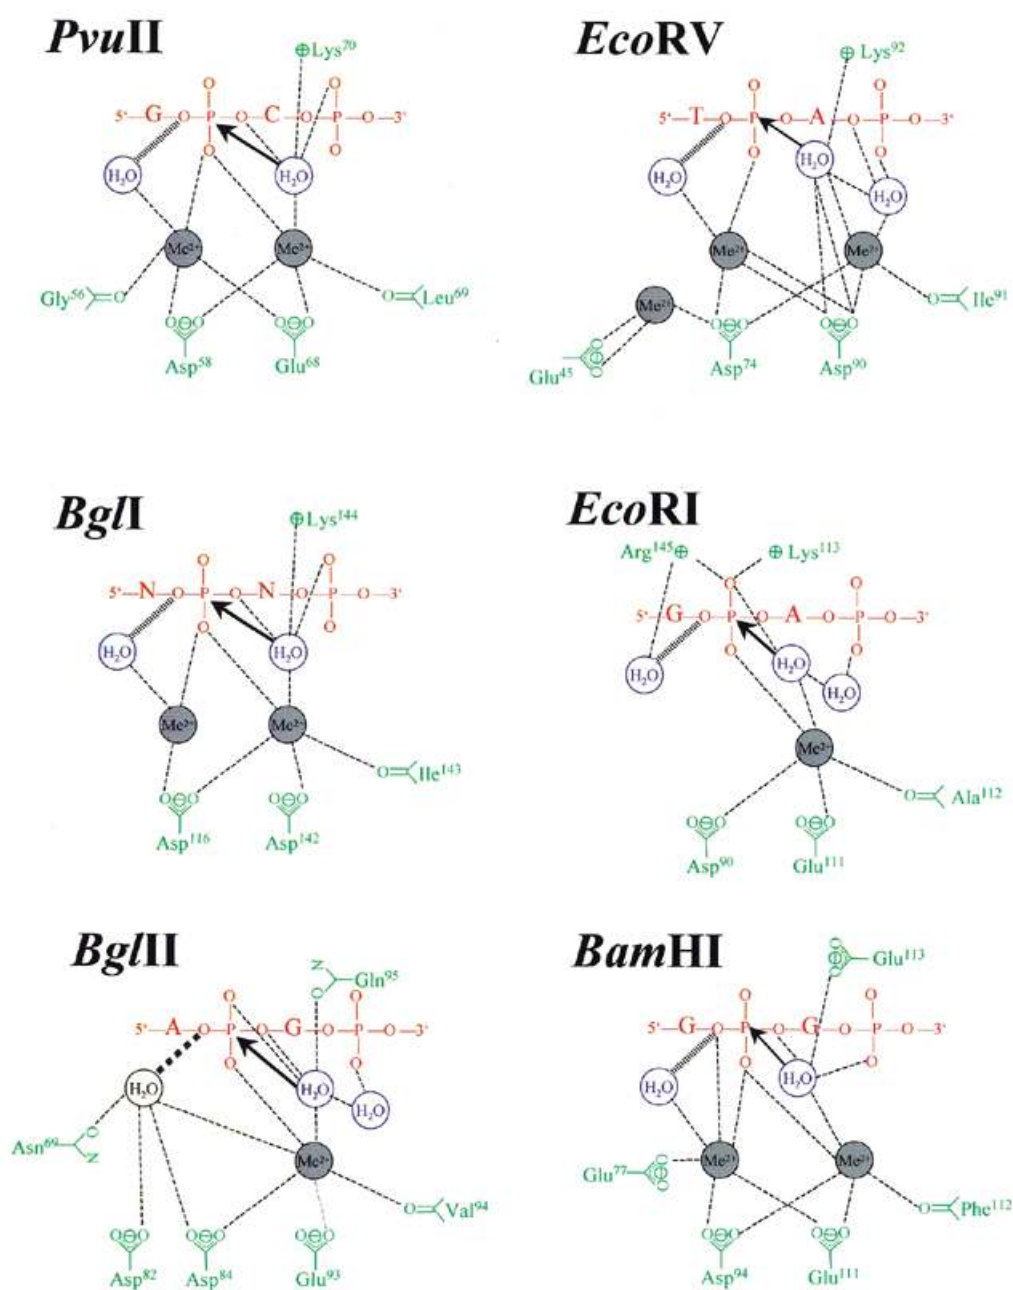 PvuII
⊕Lys⁷⁰
5'–G–O–P–O–C–O–P–O–3'
O O
O O
H₂O H₂O
Me²⁺ Me²⁺
Gly⁵⁶ O O Leu⁶⁹
O⊖O O⊖O
Asp⁵⁸ Glu⁶⁸
EcoRV
⊕Lys⁹²
O O
5'–T–O–P–O–A–O–P–O–3'
O O
H₂O H₂O H₂O
Me²⁺ Me²⁺
Me²⁺ O Ile⁹¹
O⊖O O⊖O
Glu⁴⁵ O⊖O Asp⁷⁴ Asp⁹⁰
BglI
⊕Lys¹⁴⁴
O O
5'–N–O–P–O–N–O–P–O–3'
O O
H₂O H₂O
Me²⁺ Me²⁺
O Ile¹⁴³
O⊖O O⊖O
Asp¹¹⁶ Asp¹⁴²
EcoRI
Arg¹⁴⁵⊕ ⊕Lys¹¹³
O O
5'–G–O–P–O–A–O–P–O–3'
O O
H₂O H₂O H₂O
Me²⁺
O Ala¹¹²
O⊖O O⊖O
Asp⁹⁰ Glu¹¹¹
BglII
N
O Gln⁹⁵
O O
5'–A–O–P–O–G–O–P–O–3'
O O
H₂O H₂O H₂O
Asn⁶⁹ O N Me²⁺
O Val⁹⁴
O⊖O O⊖O O⊖O
Asp⁸² Asp⁸⁴ Glu⁹³
BamHI
O⊖O Glu¹¹³
O O
5'–G–O–P–O–G–O–P–O–3'
O O
H₂O H₂O
Glu⁷⁷ O⊖O Me²⁺ Me²⁺
O Phe¹¹²
O⊖O O⊖O
Asp⁹⁴ Glu¹¹¹